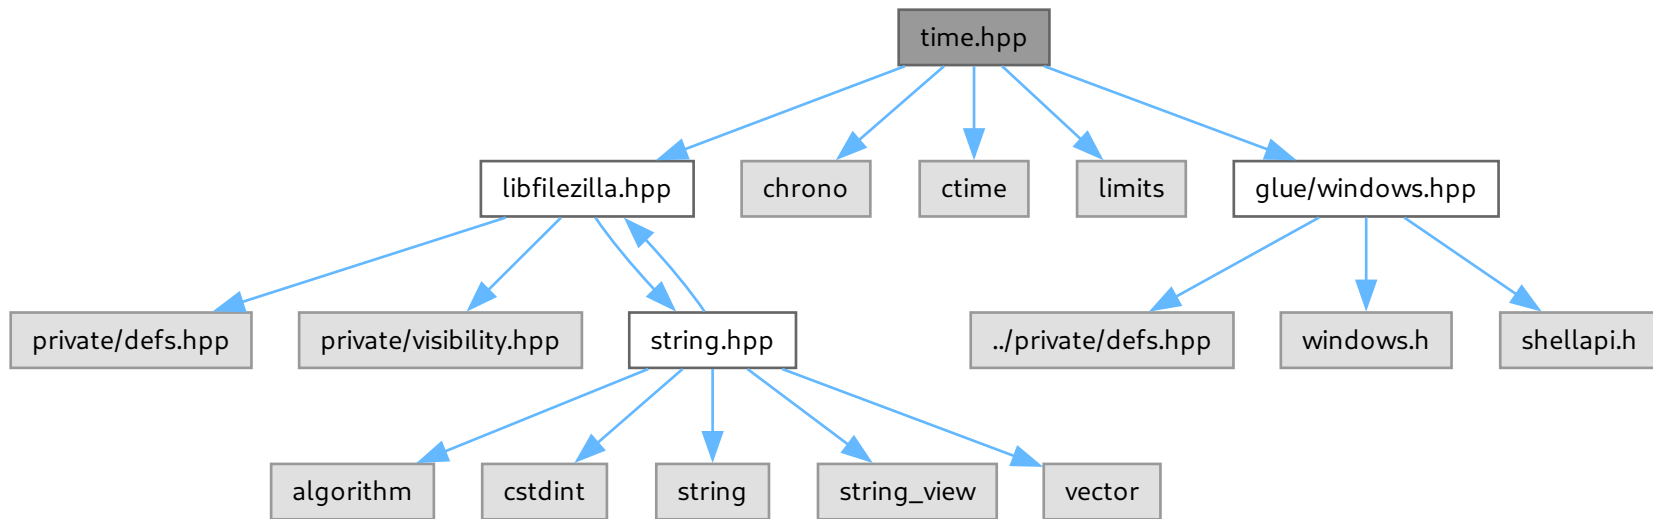 time.hpp
libfilezilla.hpp
chrono
ctime
limits
glue/windows.hpp
private/defs.hpp
private/visibility.hpp
string.hpp
../private/defs.hpp
windows.h
shellapi.h
algorithm
cstdint
string
string_view
vector